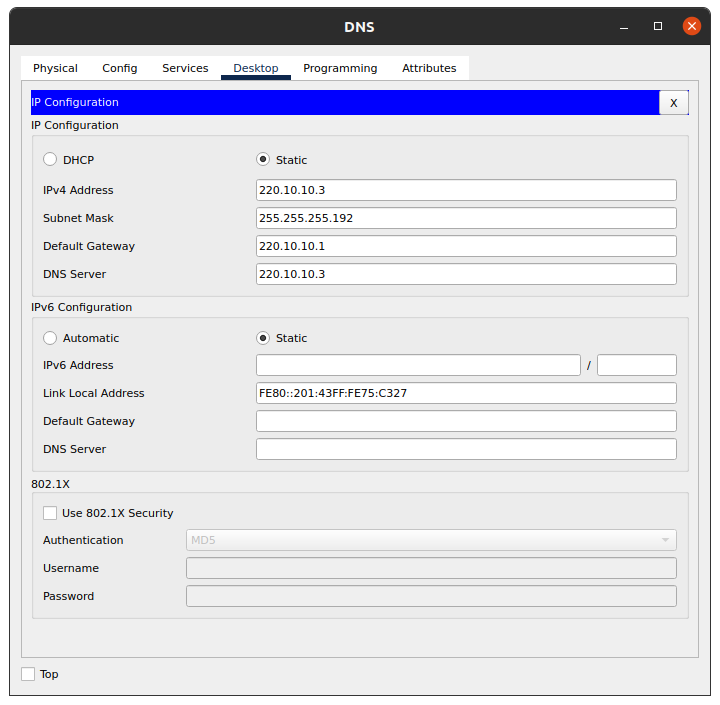 DNS
Physical Config Services Desktop Programming Attributes
IP Configuration X
IP Configuration
DHCP Static
IPv4 Address 220.10.10.3
Subnet Mask 255.255.255.192
Default Gateway 220.10.10.1
DNS Server 220.10.10.3
IPv6 Configuration
Automatic Static
IPv6 Address /
Link Local Address FE80::201:43FF:FE75:C327
Default Gateway
DNS Server
802.1X
Use 802.1X Security
Authentication MD5
Username
Password
Top